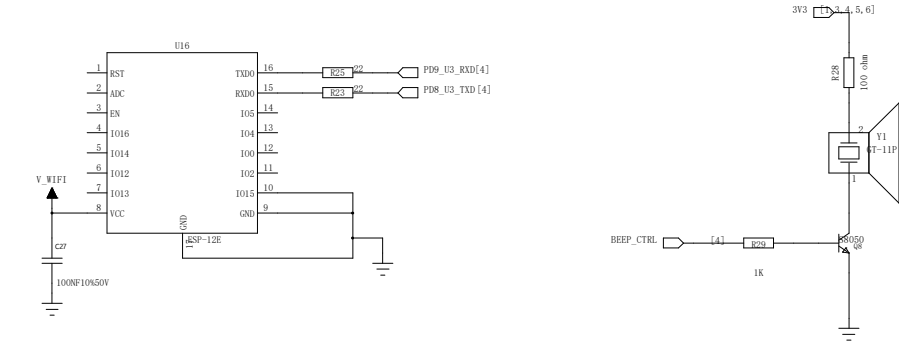 3V3 [1,3,4,5,6]
U16
1 RST
2 ADC
3 EN
4 IO16
5 IO14
6 IO12
7 IO13
8 VCC
TXD0 16
RXD0 15
IO5 14
IO4 13
IO0 12
IO2 11
IO15 10
GND 9
GND
17
ESP-12E
R25 22 PD9_U3_RXD[4]
R23 22 PD8_U3_TXD[4]
V_WIFI
C27
100NF10%50V
R28
100 ohm
2
Y1
GT-11P
1
BEEP_CTRL [4] R29
1K
S8050
Q8